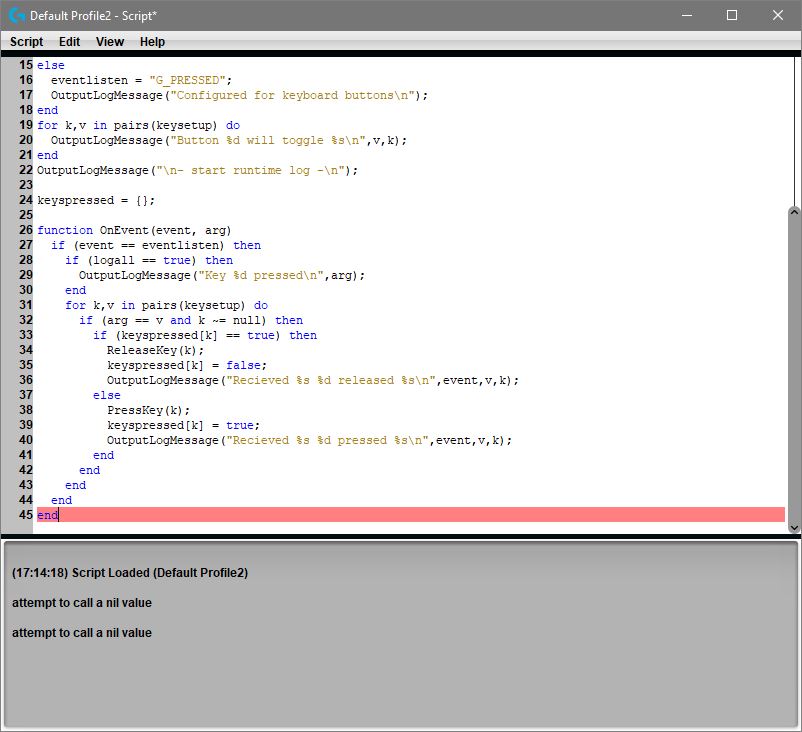 Default Profile2 - Script*
Script Edit View Help
15 else
16 eventlisten = "G_PRESSED";
17 OutputLogMessage("Configured for keyboard buttons\n");
18 end
19 for k,v in pairs(keysetup) do
20 OutputLogMessage("Button %d will toggle %s\n",v,k);
21 end
22 OutputLogMessage("\n- start runtime log -\n");
23
24 keyspressed = {};
25
26 function OnEvent(event, arg)
27 if (event == eventlisten) then
28 if (logall == true) then
29 OutputLogMessage("Key %d pressed\n",arg);
30 end
31 for k,v in pairs(keysetup) do
32 if (arg == v and k ~= null) then
33 if (keyspressed[k] == true) then
34 ReleaseKey(k);
35 keyspressed[k] = false;
36 OutputLogMessage("Recieved %s %d released %s\n",event,v,k);
37 else
38 PressKey(k);
39 keyspressed[k] = true;
40 OutputLogMessage("Recieved %s %d pressed %s\n",event,v,k);
41 end
42 end
43 end
44 end
45 end
(17:14:18) Script Loaded (Default Profile2)
attempt to call a nil value
attempt to call a nil value